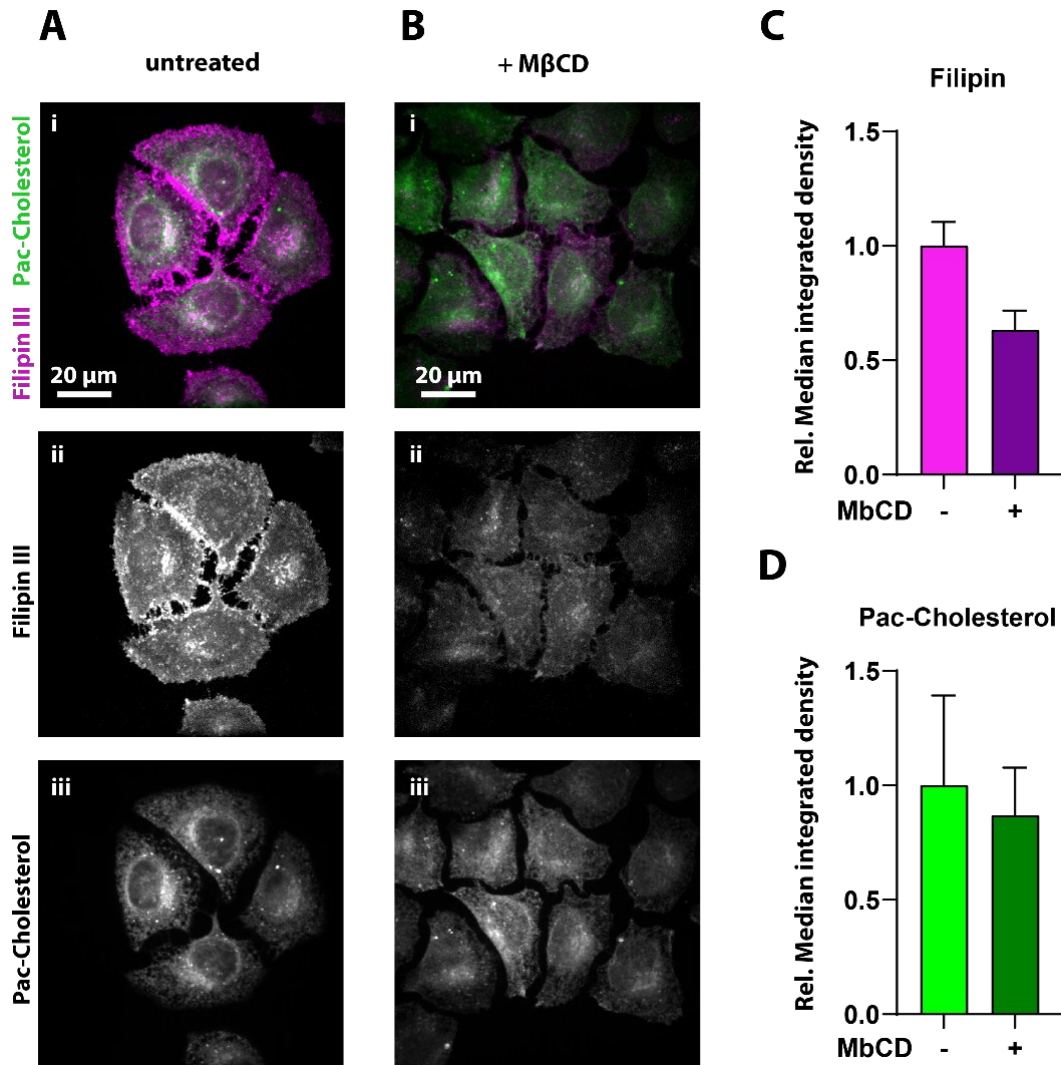 A
B
C
untreated
+ MβCD
Filipin
i
i
Filipin III Pac-Cholesterol
20 µm
20 µm
Rel. Median integrated density
1.5
1.0
0.5
0.0
MbCD - +
ii
ii
Filipin III
D
Pac-Cholesterol
iii
iii
Pac-Cholesterol
Rel. Median integrated density
1.5
1.0
0.5
0.0
MbCD - +